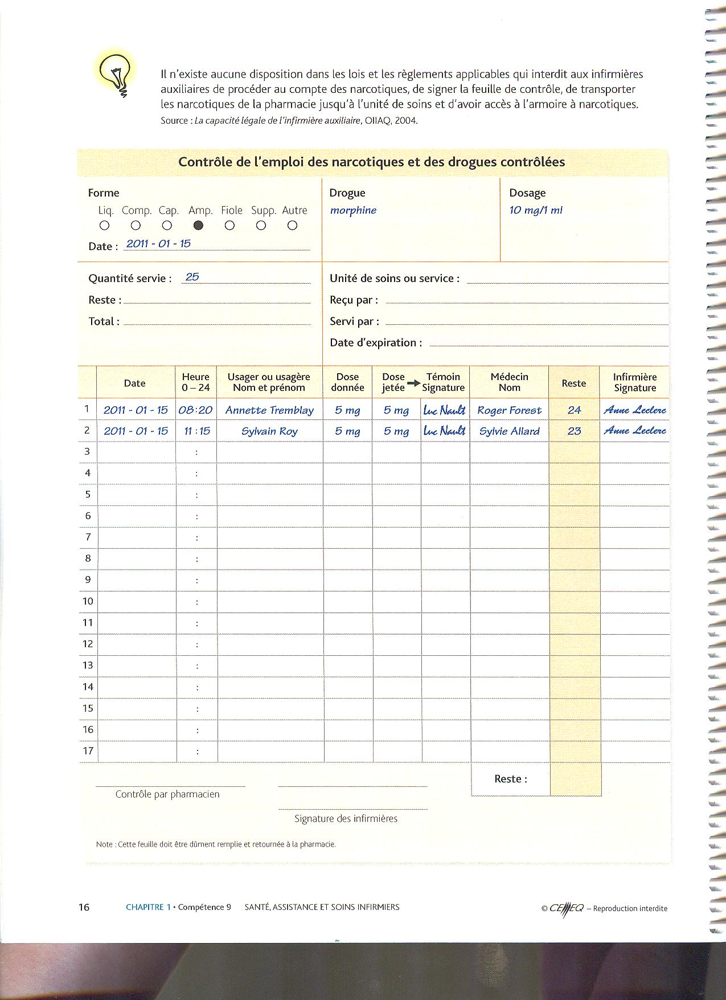 Il n'existe aucune disposition dans les lois et les règlements applicables qui interdit aux infirmières
auxiliaires de procéder au compte des narcotiques, de signer la feuille de contrôle, de transporter
les narcotiques de la pharmacie jusqu'à l'unité de soins et d'avoir accès à l'armoire à narcotiques.
Source : La capacité légale de l'infirmière auxiliaire, OIIAQ, 2004.
Contrôle de l'emploi des narcotiques et des drogues contrôlées
Forme
Liq. Comp. Cap. Amp. Fiole Supp. Autre
Date : 2011 - 01 - 15
Drogue
morphine
Dosage
10 mg/1 ml
Quantité servie : 25
Reste :
Total :
Unité de soins ou service :
Reçu par :
Servi par :
Date d'expiration :
Date
Heure
0 – 24
Usager ou usagère
Nom et prénom
Dose
donnée
Dose
jetée
Témoin
Signature
Médecin
Nom
Reste
Infirmière
Signature
1 2011 - 01 - 15 08:20 Annette Tremblay 5 mg 5 mg Luc Nault Roger Forest 24 Anne Leclerc
2 2011 - 01 - 15 11 : 15 Sylvain Roy 5 mg 5 mg Luc Nault Sylvie Allard 23 Anne Leclerc
3 :
4 :
5 :
6 :
7 :
8 :
9 :
10 :
11 :
12 :
13 :
14 :
15 :
16 :
17 :
Reste :
Contrôle par pharmacien
Signature des infirmières
Note : Cette feuille doit être dûment remplie et retournée à la pharmacie.
16 CHAPITRE 1 • Compétence 9 SANTÉ, ASSISTANCE ET SOINS INFIRMIERS
© CEMEQ – Reproduction interdite